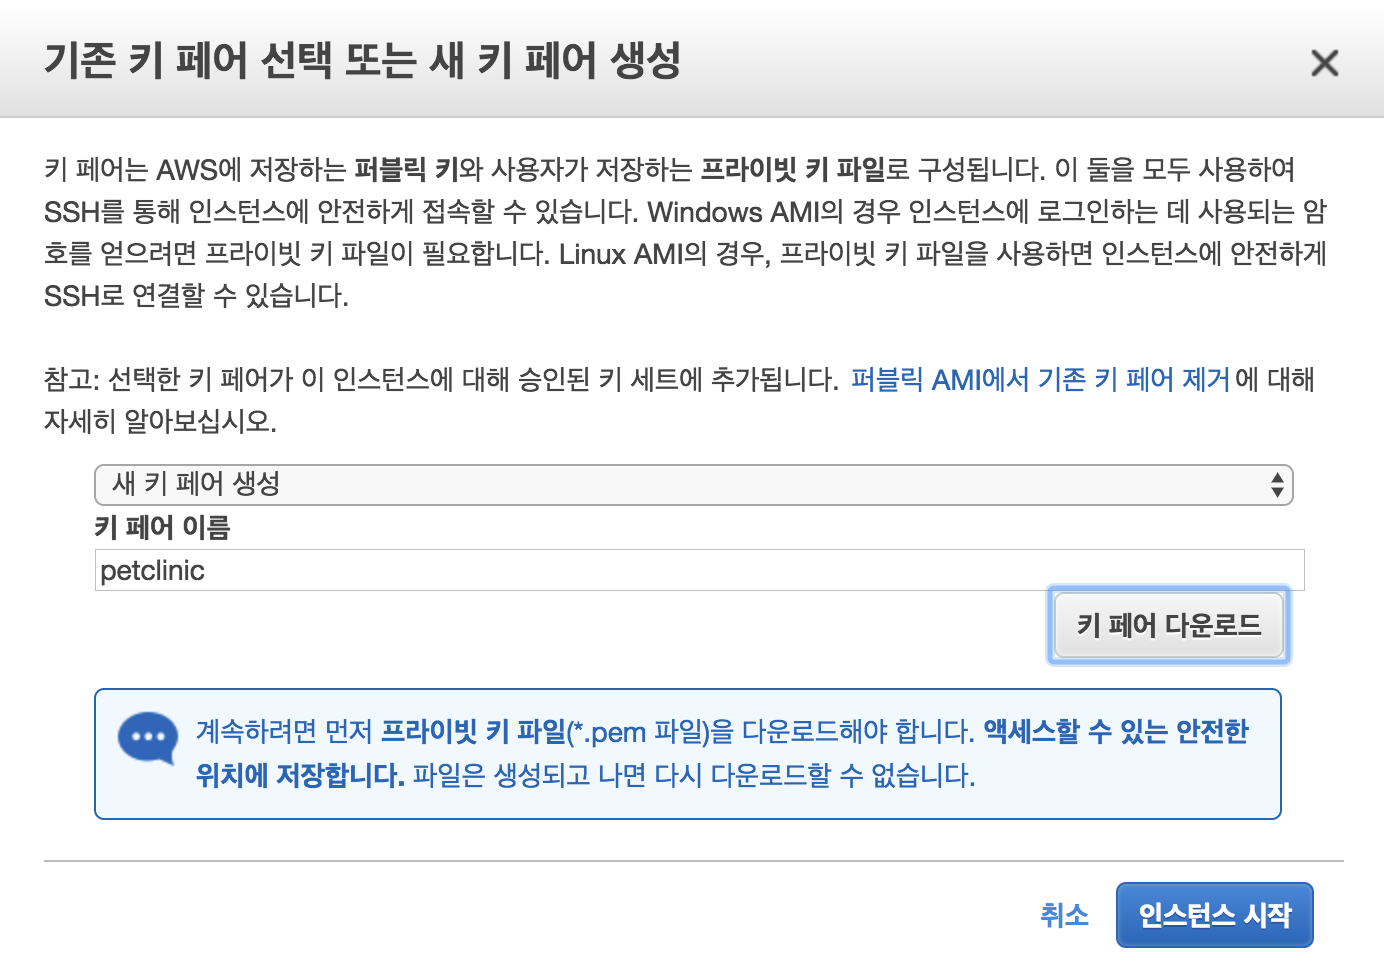 기존 키 페어 선택 또는 새 키 페어 생성
키 페어는 AWS에 저장하는 퍼블릭 키와 사용자가 저장하는 프라이빗 키 파일로 구성됩니다. 이 둘을 모두 사용하여
SSH를 통해 인스턴스에 안전하게 접속할 수 있습니다. Windows AMI의 경우 인스턴스에 로그인하는 데 사용되는 암
호를 얻으려면 프라이빗 키 파일이 필요합니다. Linux AMI의 경우, 프라이빗 키 파일을 사용하면 인스턴스에 안전하게
SSH로 연결할 수 있습니다.
참고: 선택한 키 페어가 이 인스턴스에 대해 승인된 키 세트에 추가됩니다. 퍼블릭 AMI에서 기존 키 페어 제거 에 대해
자세히 알아보십시오.
새 키 페어 생성
키 페어 이름
petclinic
키 페어 다운로드
계속하려면 먼저 프라이빗 키 파일(*.pem 파일)을 다운로드해야 합니다. 액세스할 수 있는 안전한
위치에 저장합니다. 파일은 생성되고 나면 다시 다운로드할 수 없습니다.
취소
인스턴스 시작